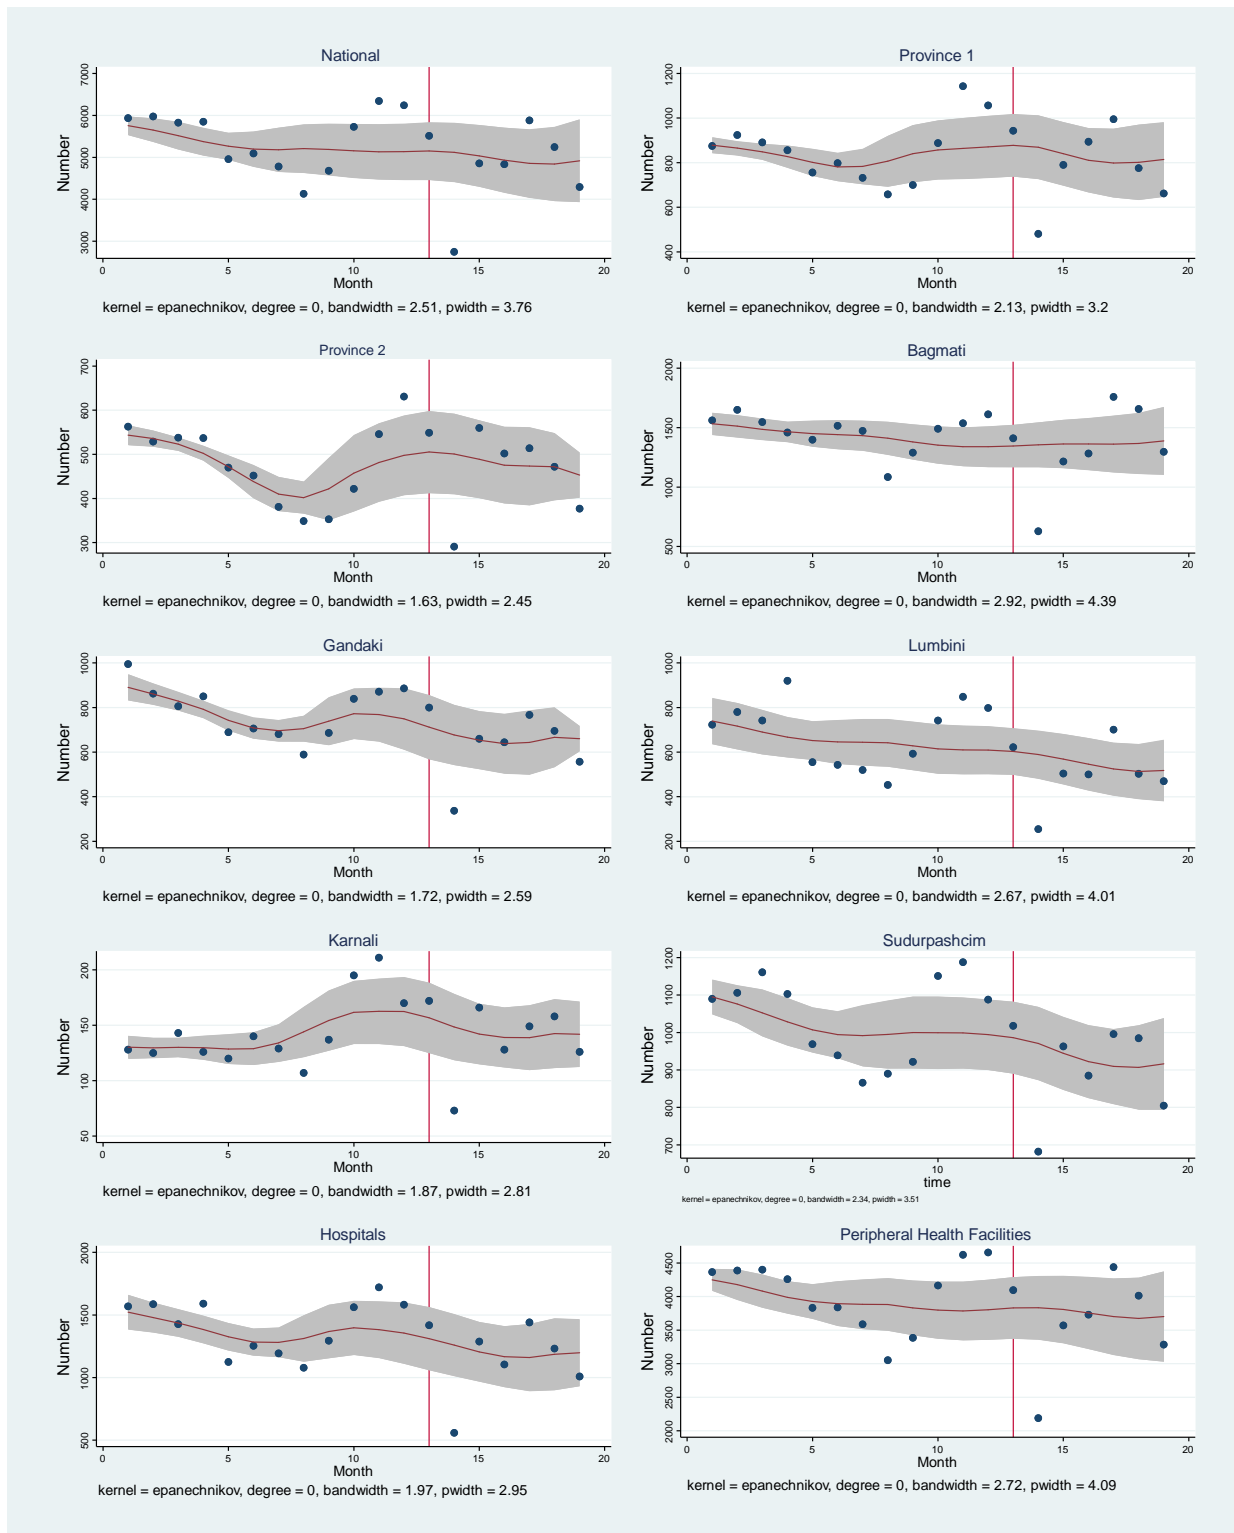 National
Number
7000
6000
5000
4000
3000
0 5 10 15 20
Month
kernel = epanechnikov, degree = 0, bandwidth = 2.51, pwidth = 3.76
Province 1
Number
1200
1000
800
600
400
0 5 10 15 20
Month
kernel = epanechnikov, degree = 0, bandwidth = 2.13, pwidth = 3.2
Province 2
Number
700
600
500
400
300
0 5 10 15 20
Month
kernel = epanechnikov, degree = 0, bandwidth = 1.63, pwidth = 2.45
Bagmati
Number
2000
1500
1000
500
0 5 10 15 20
Month
kernel = epanechnikov, degree = 0, bandwidth = 2.92, pwidth = 4.39
Gandaki
Number
1000
800
600
400
200
0 5 10 15 20
Month
kernel = epanechnikov, degree = 0, bandwidth = 1.72, pwidth = 2.59
Lumbini
Number
1000
800
600
400
200
0 5 10 15 20
Month
kernel = epanechnikov, degree = 0, bandwidth = 2.67, pwidth = 4.01
Karnali
Number
200
150
100
50
0 5 10 15 20
Month
kernel = epanechnikov, degree = 0, bandwidth = 1.87, pwidth = 2.81
Sudurpashcim
Number
1200
1100
1000
900
800
700
0 5 10 15 20
time
kernel = epanechnikov, degree = 0, bandwidth = 2.34, pwidth = 3.51
Hospitals
Number
2000
1500
1000
500
0 5 10 15 20
Month
kernel = epanechnikov, degree = 0, bandwidth = 1.97, pwidth = 2.95
Peripheral Health Facilities
Number
4500
4000
3500
3000
2500
2000
0 5 10 15 20
Month
kernel = epanechnikov, degree = 0, bandwidth = 2.72, pwidth = 4.09